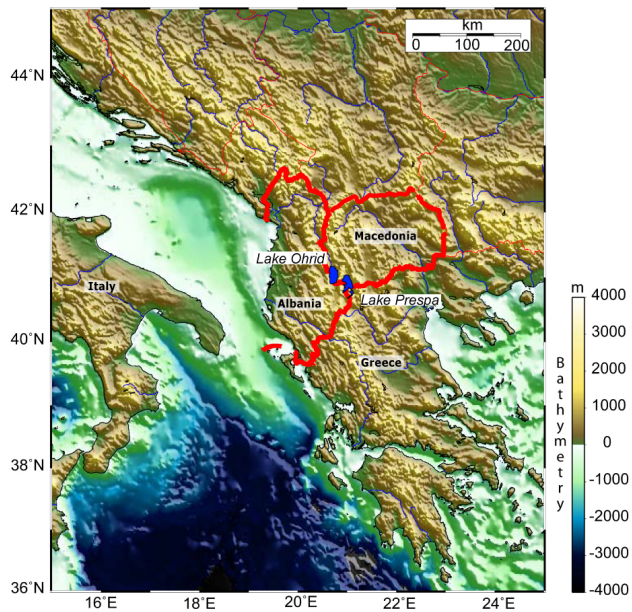 km
0 100 200
44°N
42°N
40°N
38°N
36°N
Macedonia
Lake Ohrid
Italy
Albania
Lake Prespa
Greece
16˚E
18˚E
20˚E
22˚E
m
4000
3000
2000
1000
0
-1000
-2000
-3000
-4000
Bathymetry